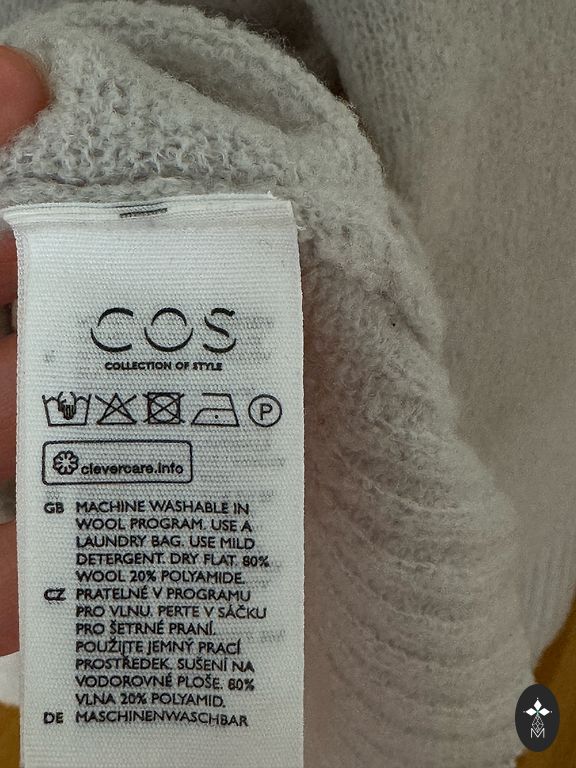 COS
COLLECTION OF STYLE
P
clevercare.info
GB MACHINE WASHABLE IN
WOOL PROGRAM. USE A
LAUNDRY BAG. USE MILD
DETERGENT. DRY FLAT. 80%
WOOL 20% POLYAMIDE.
CZ PRATELNÉ V PROGRAMU
PRO VLNU. PERTE V SÁČKU
PRO ŠETRNÉ PRANÍ.
POUŽIJTE JEMNÝ PRACÍ
PROSTŘEDEK. SUŠENÍ NA
VODOROVNÉ PLOŠE. 80%
VLNA 20% POLYAMID.
DE MASCHINENWASCHBAR
M